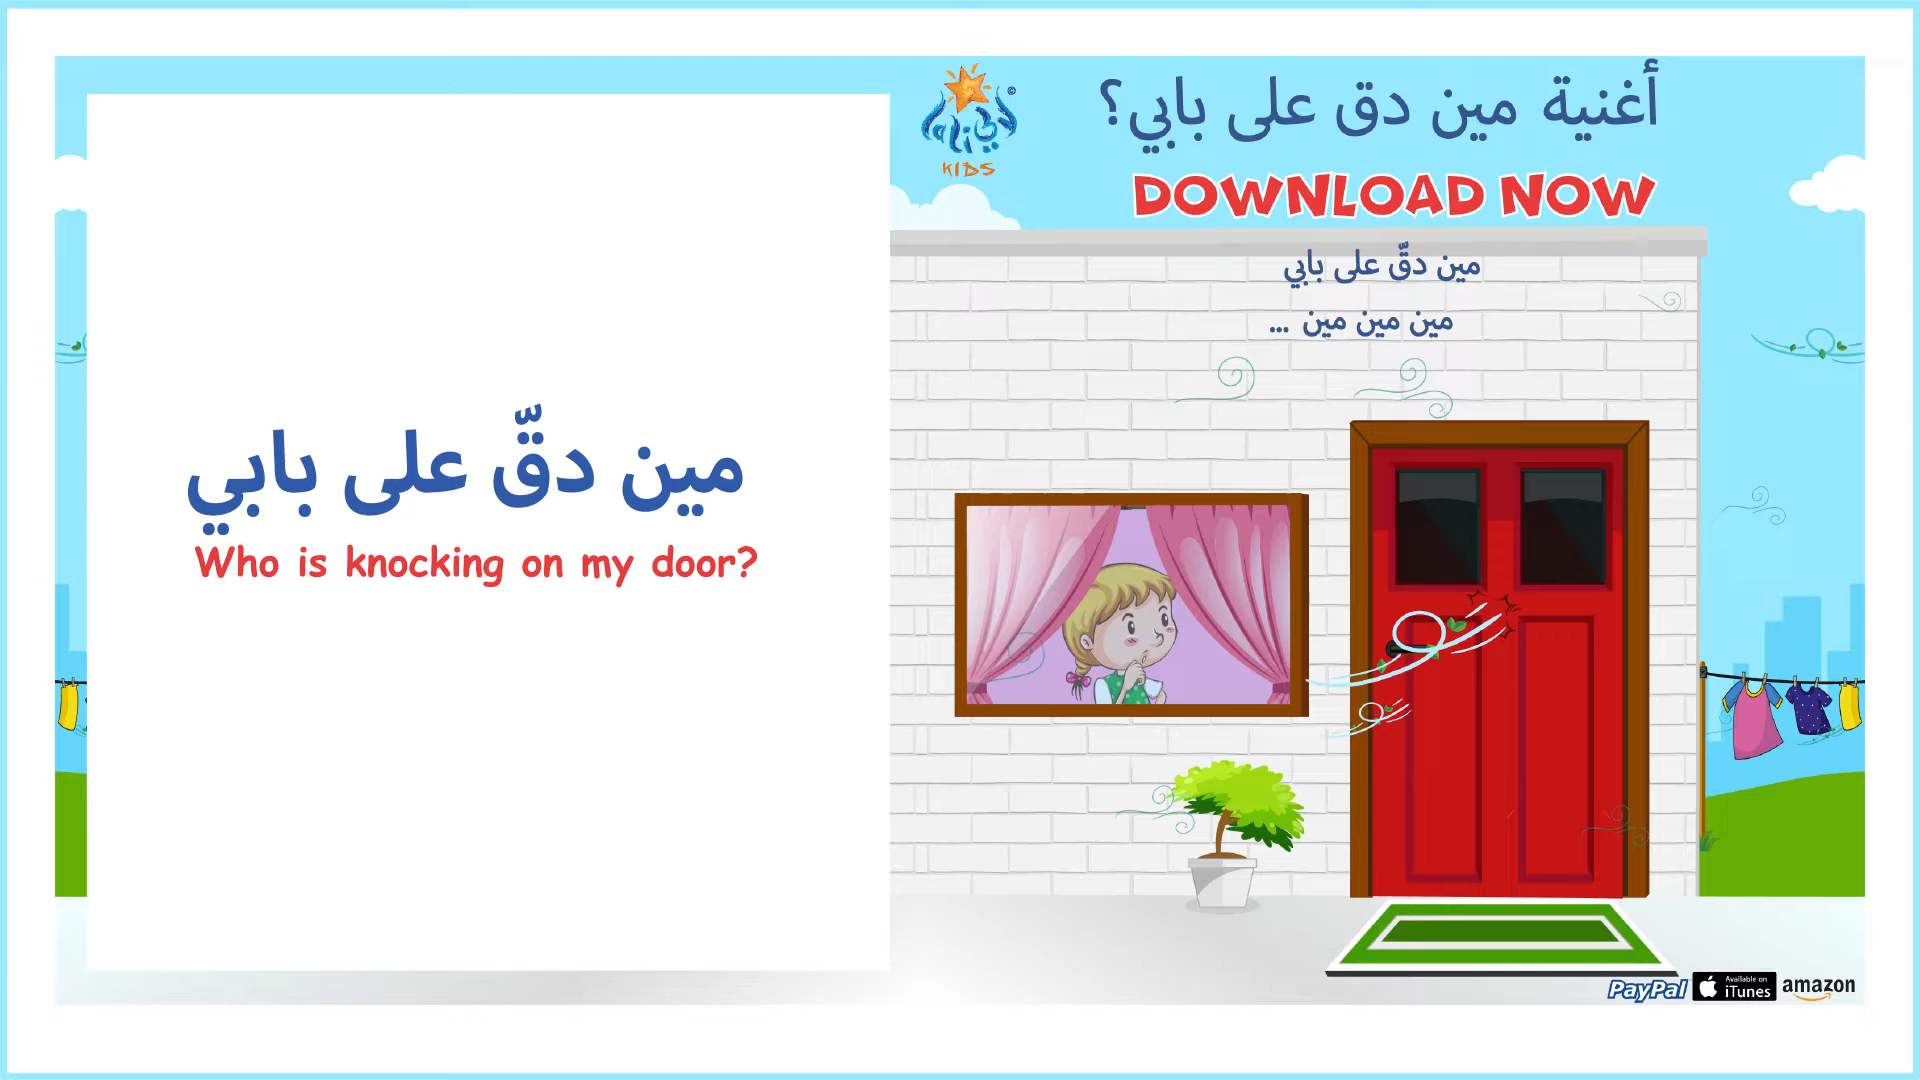 مين دقّ على بابي
Who is knocking on my door?
©
KIDS
أغنية مين دق على بابي؟
DOWNLOAD NOW
مين دقّ على بابي
مين مين مين ...
PayPal
Available on
iTunes
amazon